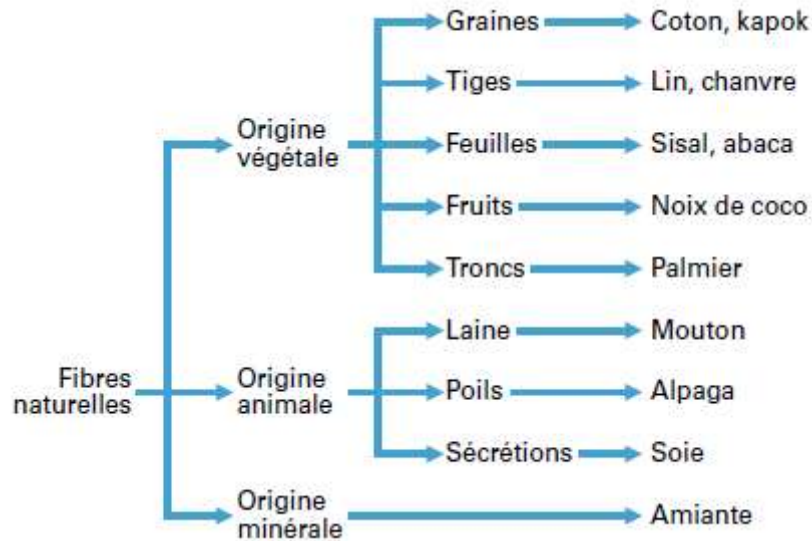 Graines
Coton, kapok
Tiges
Lin, chanvre
Origine
végétale
Feuilles
Sisal, abaca
Fruits
Noix de coco
Troncs
Palmier
Laine
Mouton
Fibres
naturelles
Origine
animale
Poils
Alpaga
Sécrétions
Soie
Origine
minérale
Amiante